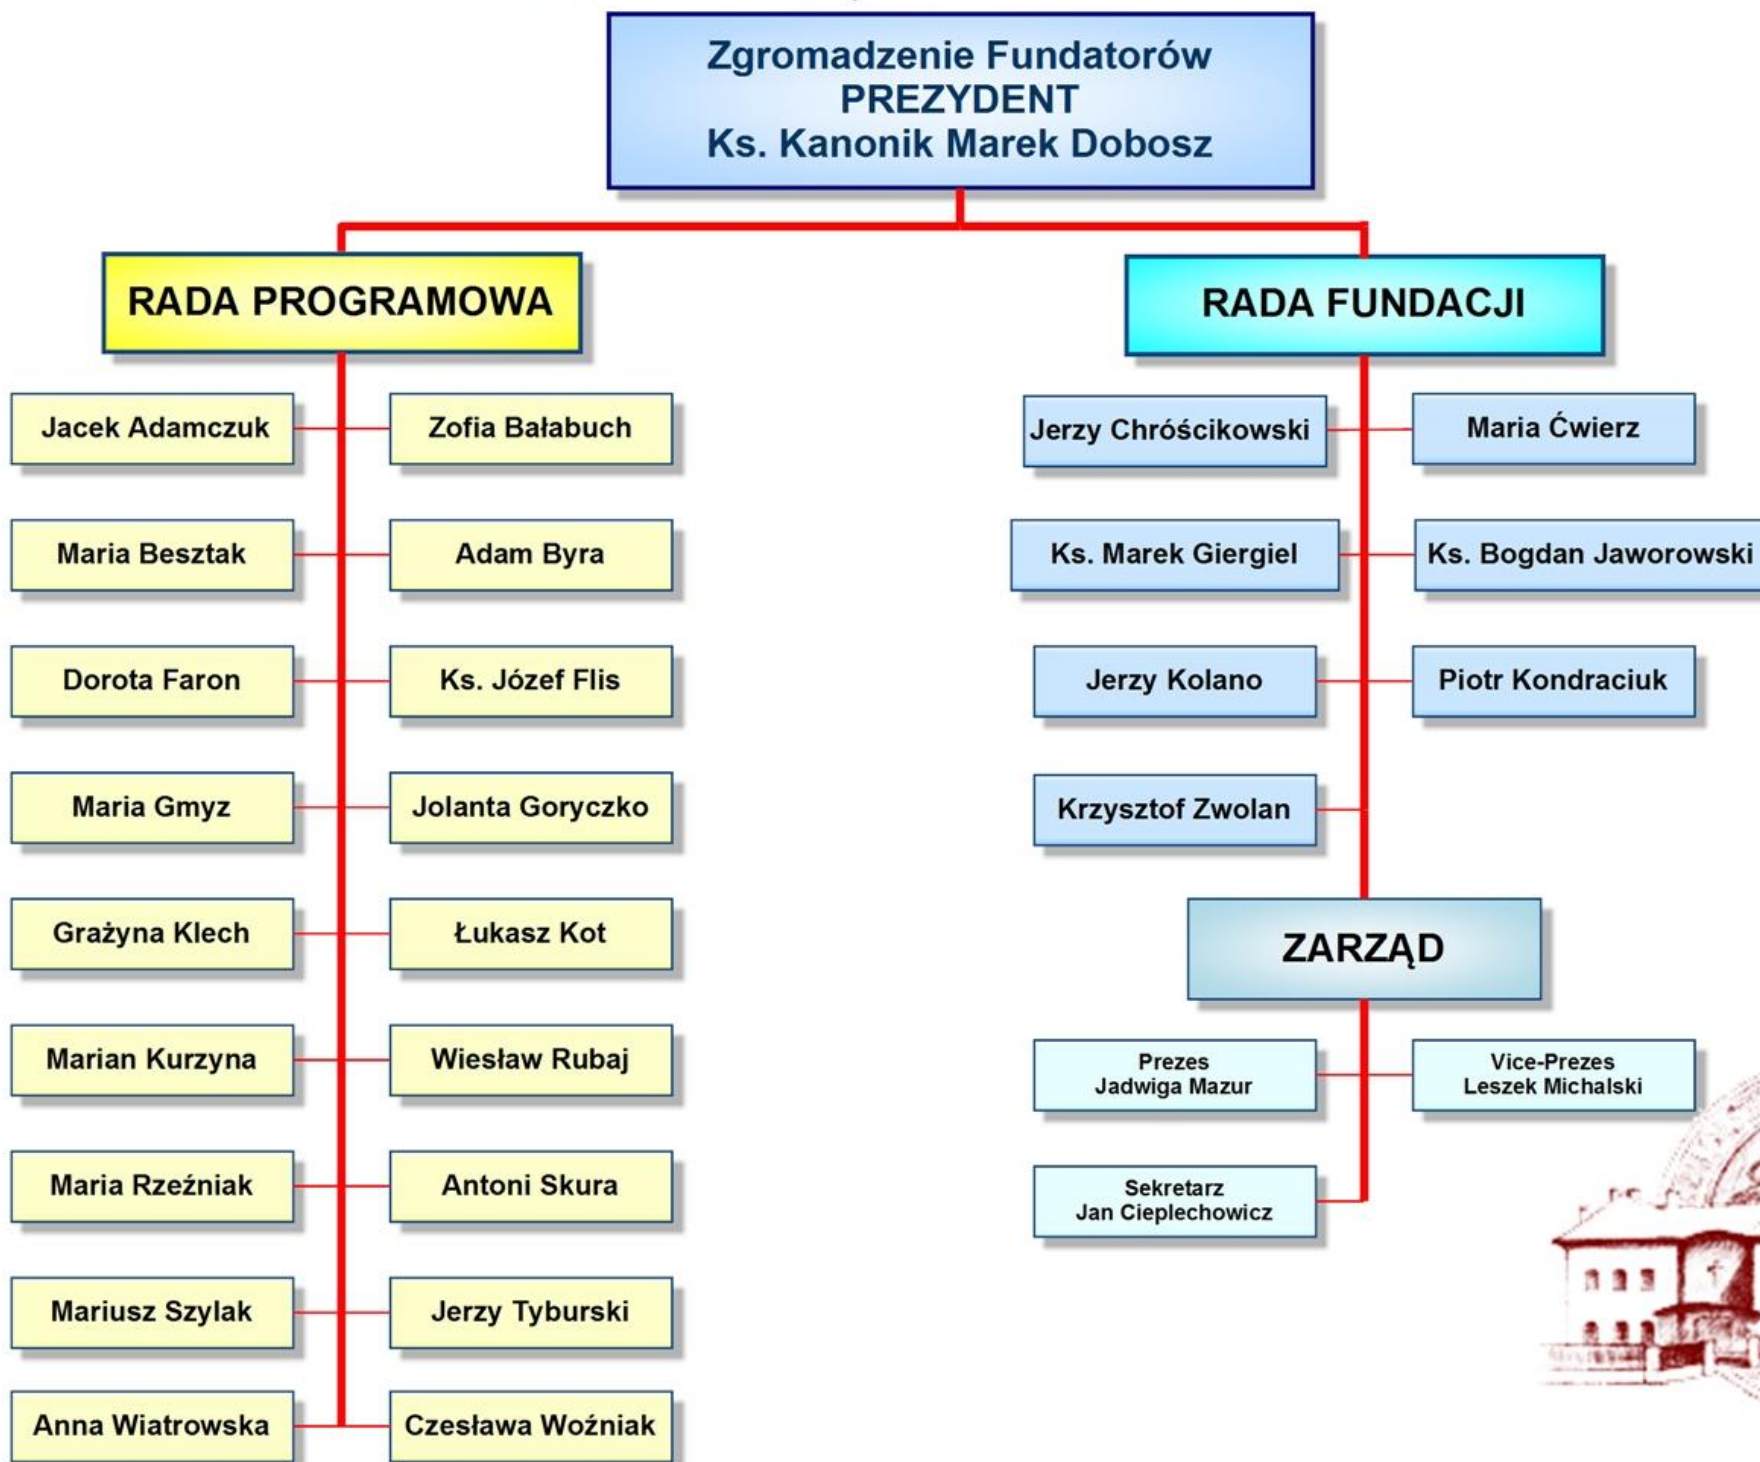 Zgromadzenie Fundatorów
PREZYDENT
Ks. Kanonik Marek Dobosz
RADA PROGRAMOWA
Jacek Adamczuk
Zofia Bałabuch
Maria Besztak
Adam Byra
Dorota Faron
Ks. Józef Flis
Maria Gmyz
Jolanta Goryczko
Grażyna Klech
Łukasz Kot
Marian Kurzyna
Wiesław Rubaj
Maria Rzeźniak
Antoni Skura
Mariusz Szylak
Jerzy Tyburski
Anna Wiatrowska
Czesława Woźniak
RADA FUNDACJI
Jerzy Chróścikowski
Maria Ćwierz
Ks. Marek Giergiel
Ks. Bogdan Jaworowski
Jerzy Kolano
Piotr Kondraciuk
Krzysztof Zwolan
ZARZĄD
Prezes
Jadwiga Mazur
Vice-Prezes
Leszek Michalski
Sekretarz
Jan Cieplechowicz